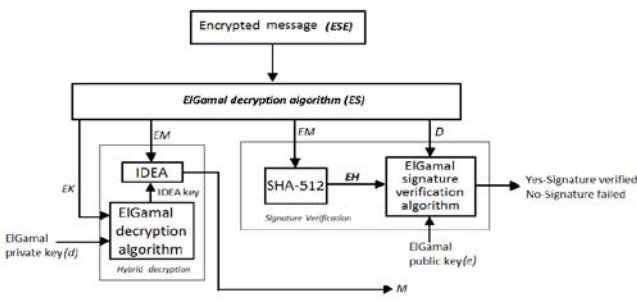 Encrypted message (ESE)
ElGamal decryption algorithm (ES)
EK
EM
EM
D
IDEA
IDEA key
ElGamal
decryption
algorithm
ElGamal
private key(d)
Hybrid decryption
SHA-512
EH
ElGamal
signature
verification
algorithm
Signature Verification
Yes-Signature verified
No-Signature failed
ElGamal
public key(e)
M